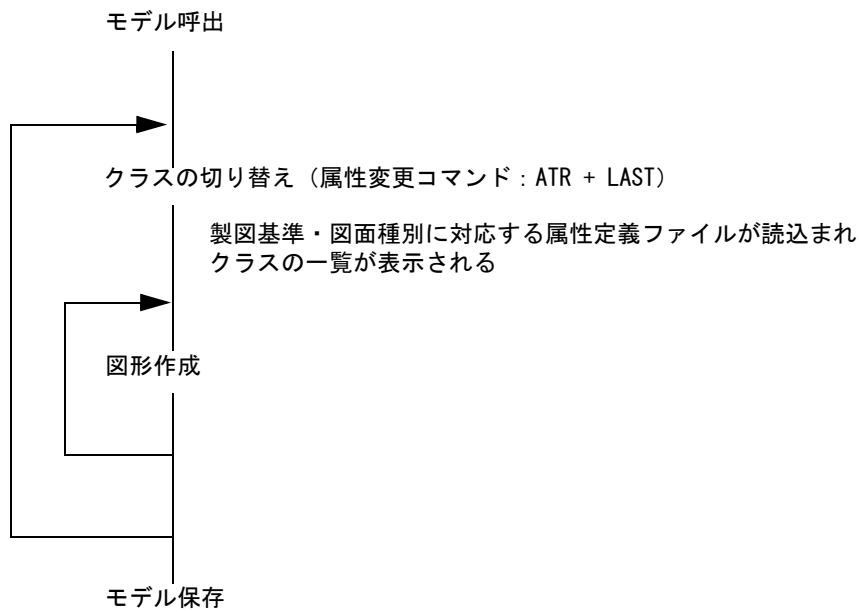 モデル呼出
クラスの切り替え（属性変更コマンド：ATR + LAST）
製図基準・図面種別に対応する属性定義ファイルが読込まれ
クラスの一覧が表示される
図形作成
モデル保存